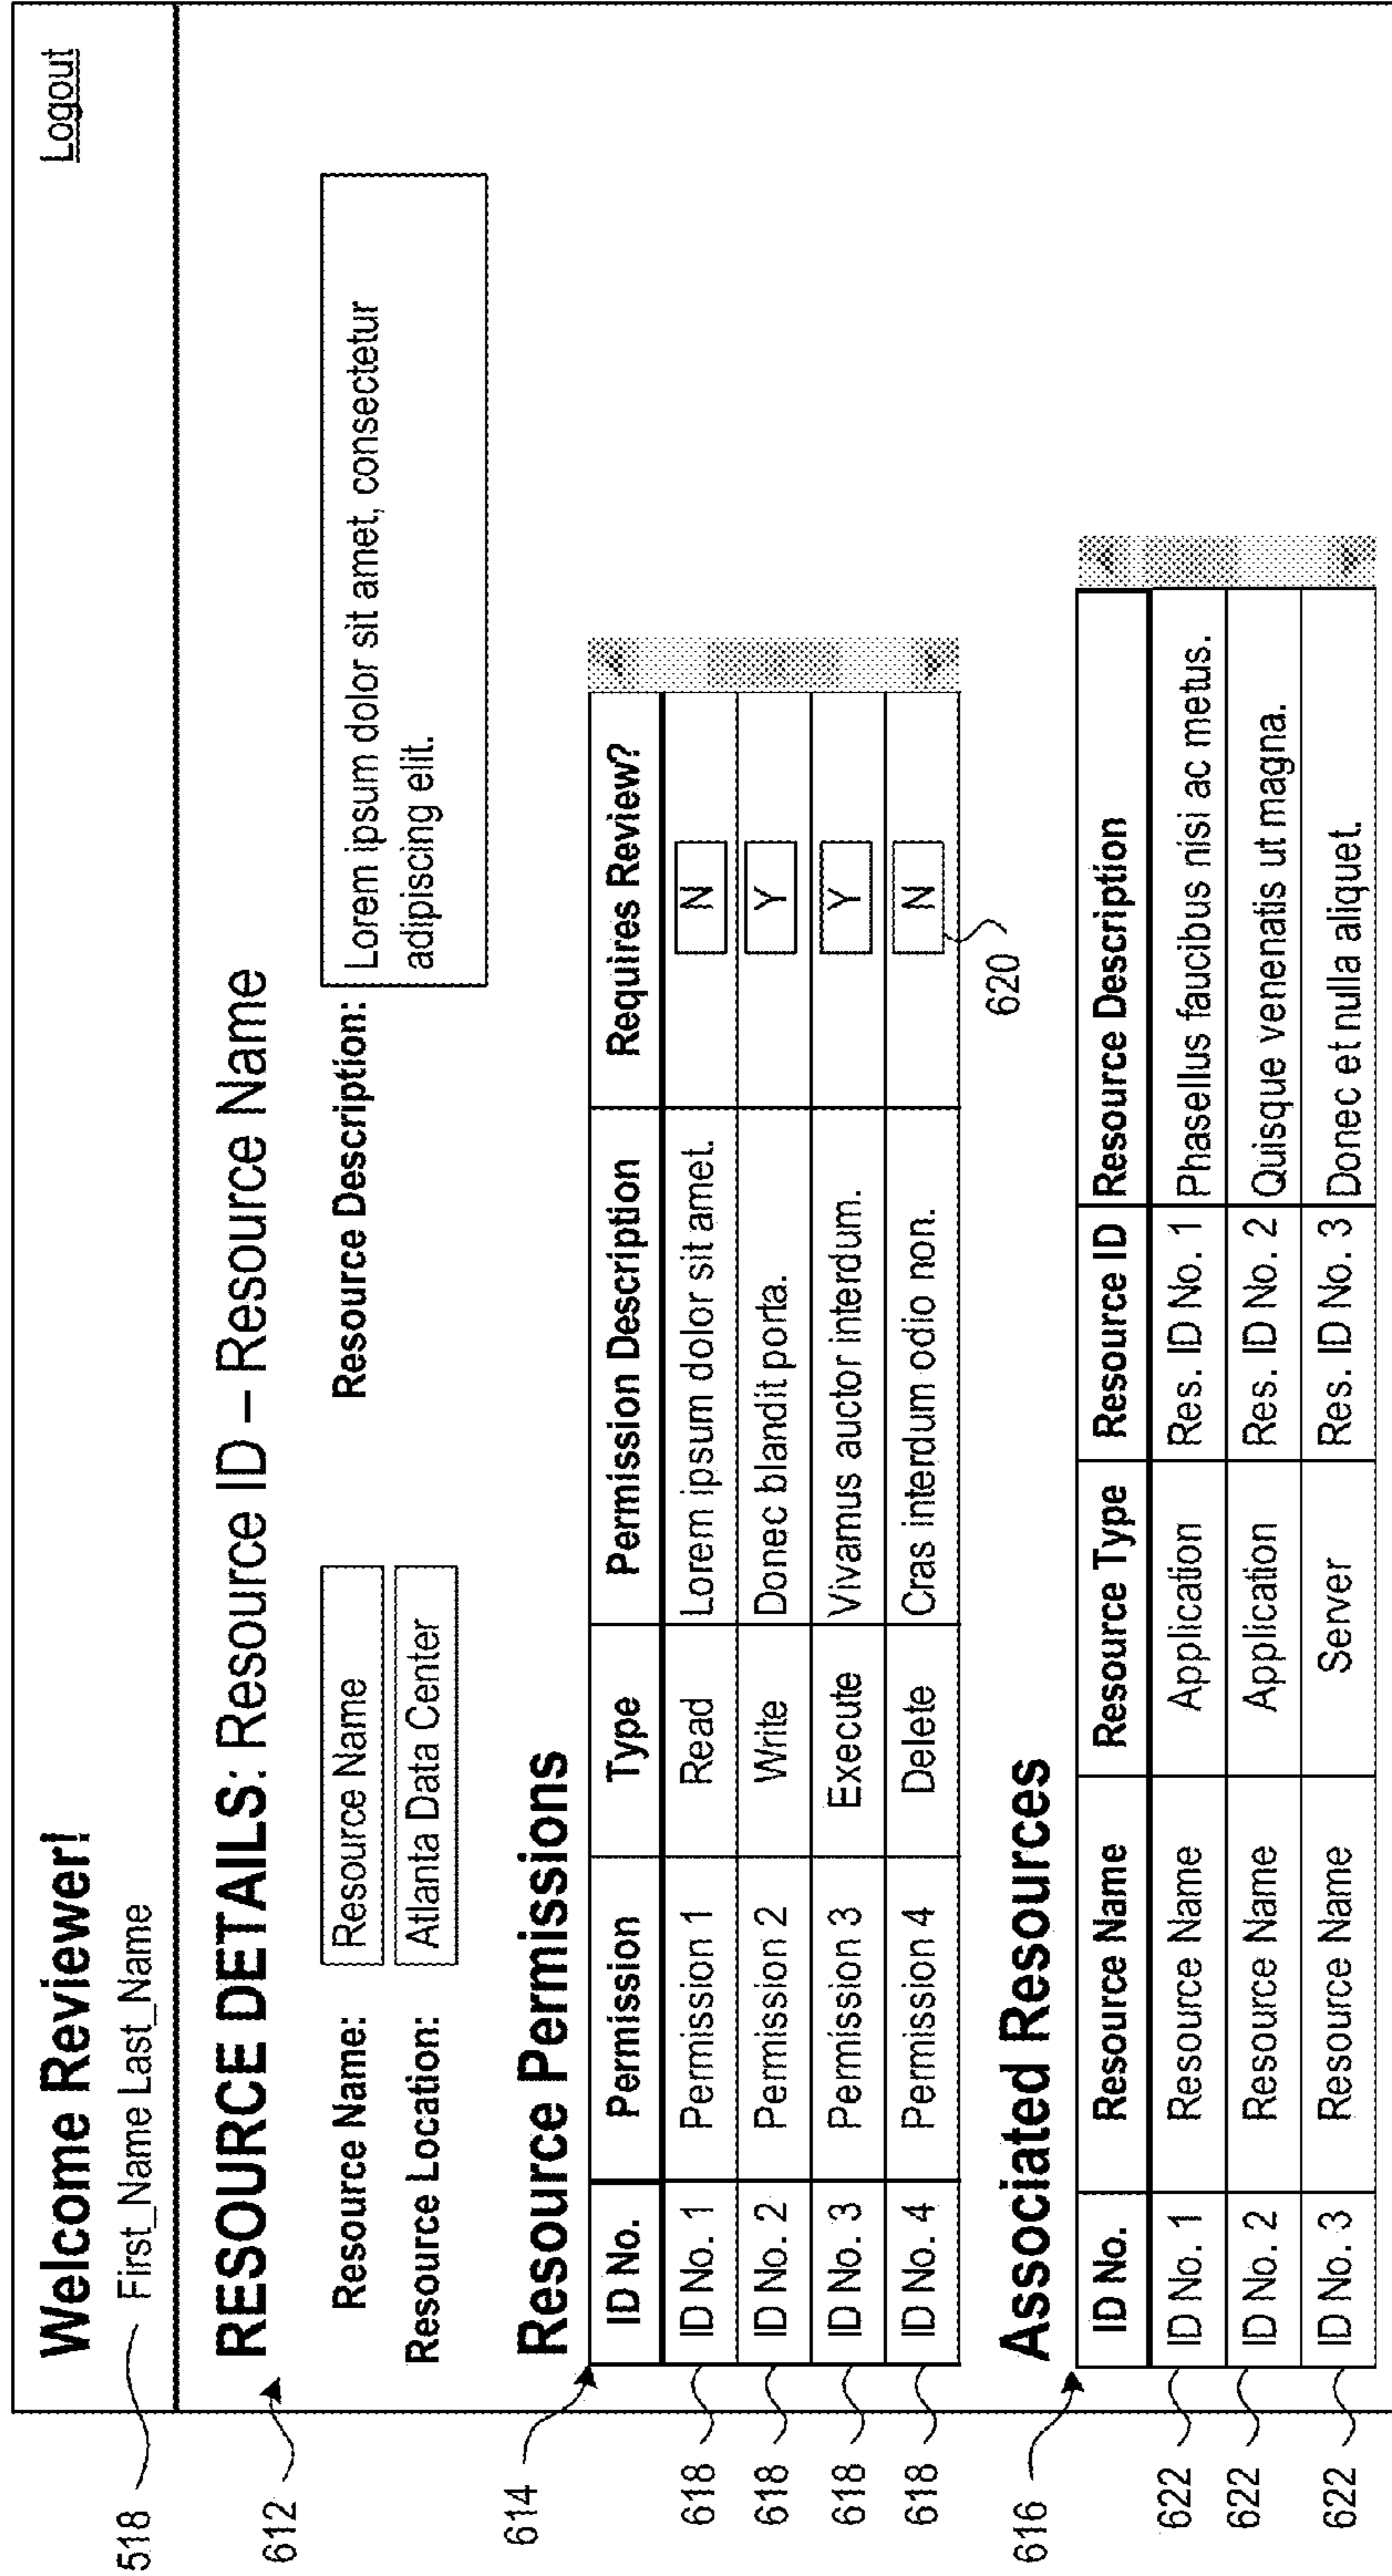 Welcome Reviewer! Logout
518 First_Name Last_Name
612 RESOURCE DETAILS: Resource ID – Resource Name
Resource Name: Resource Name Resource Description: Lorem ipsum dolor sit amet, consectetur
adipiscing elit.
Resource Location: Atlanta Data Center
614 Resource Permissions
ID No. Permission Type Permission Description Requires Review?
618 ID No. 1 Permission 1 Read Lorem ipsum dolor sit amet. N
618 ID No. 2 Permission 2 Write Donec blandit porta. Y
618 ID No. 3 Permission 3 Execute Vivamus auctor interdum. Y
618 ID No. 4 Permission 4 Delete Cras interdum odio non. N
620
616 Associated Resources
ID No. Resource Name Resource Type Resource ID Resource Description
622 ID No. 1 Resource Name Application Res. ID No. 1 Phasellus faucibus nisi ac metus.
622 ID No. 2 Resource Name Application Res. ID No. 2 Quisque venenatis ut magna.
622 ID No. 3 Resource Name Server Res. ID No. 3 Donec et nulla aliquet.